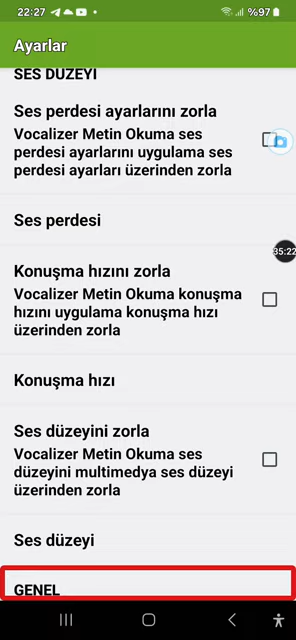 22:27 %97
Ayarlar
SES DÜZEYİ
Ses perdesi ayarlarını zorla
Vocalizer Metin Okuma ses
perdesi ayarlarını uygulama ses
perdesi ayarları üzerinden zorla
Ses perdesi
35:22
Konuşma hızını zorla
Vocalizer Metin Okuma konuşma
hızını uygulama konuşma hızı
üzerinden zorla
Konuşma hızı
Ses düzeyini zorla
Vocalizer Metin Okuma ses
düzeyini multimedya ses düzeyi
üzerinden zorla
Ses düzeyi
GENEL